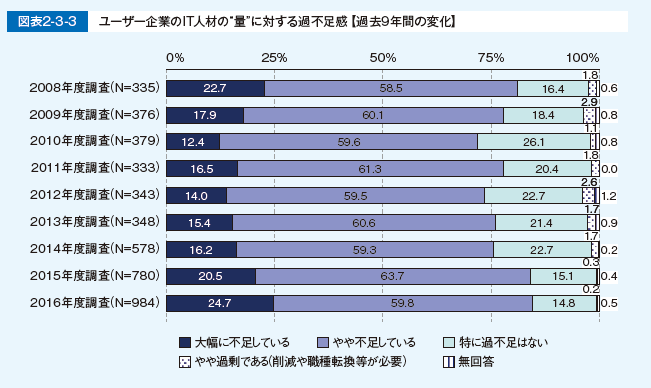 図表2-3-3 ユーザー企業のIT人材の"量"に対する過不足感【過去9年間の変化】
0% 25% 50% 75% 100%
2008年度調査(N=335) 22.7 58.5 16.4 1.8 0.6
2009年度調査(N=376) 17.9 60.1 18.4 2.9 0.8
2010年度調査(N=379) 12.4 59.6 26.1 1.1 0.8
2011年度調査(N=333) 16.5 61.3 20.4 1.8 0.0
2012年度調査(N=343) 14.0 59.5 22.7 2.6 1.2
2013年度調査(N=348) 15.4 60.6 21.4 1.7 0.9
2014年度調査(N=578) 16.2 59.3 22.7 1.7 0.2
2015年度調査(N=780) 20.5 63.7 15.1 0.3 0.4
2016年度調査(N=984) 24.7 59.8 14.8 0.2 0.5
大幅に不足している やや不足している 特に過不足はない
やや過剰である(削減や職種転換等が必要) 無回答